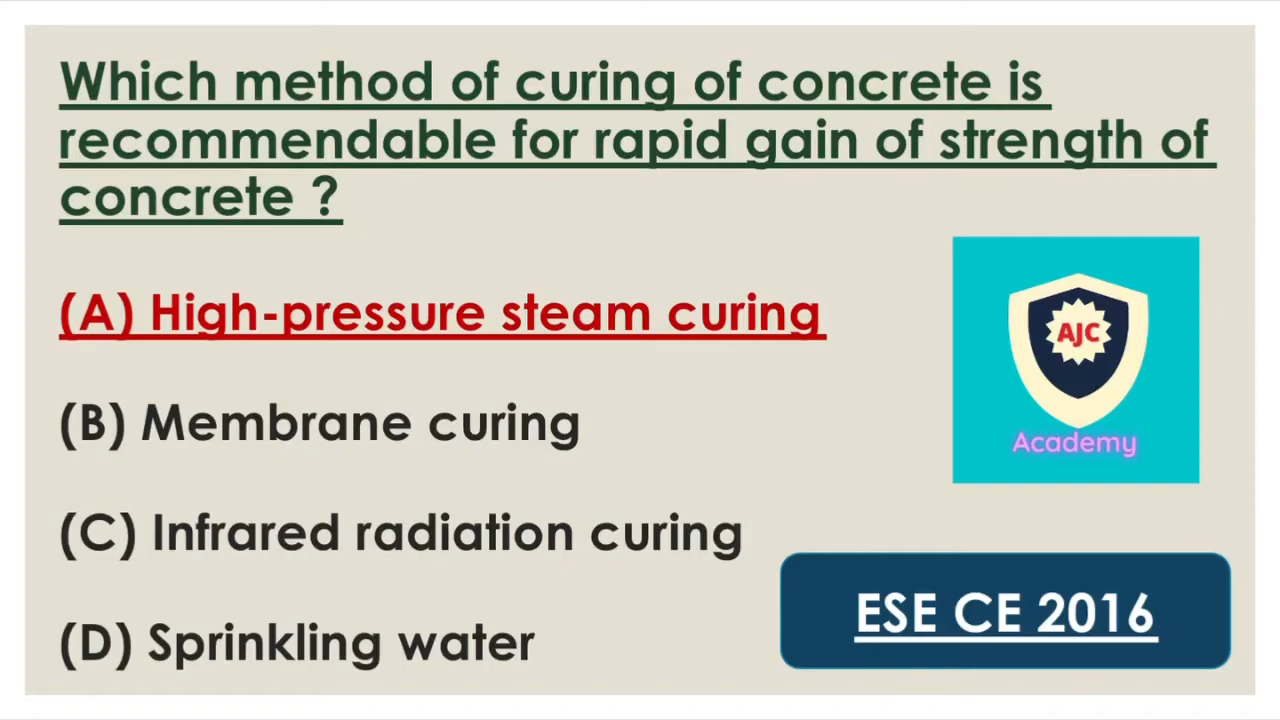 Which method of curing of concrete is
recommendable for rapid gain of strength of
concrete ?
(A) High-pressure steam curing
(B) Membrane curing
(C) Infrared radiation curing
(D) Sprinkling water
AJC
Academy
ESE CE 2016